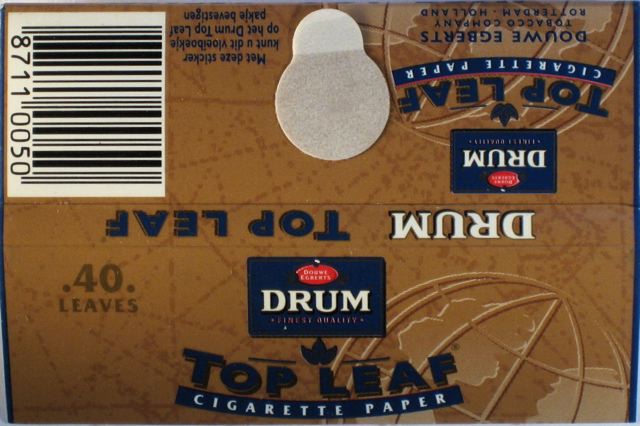 8711 0050
Met deze sticker
kunt u dit vloeiboekje
op het Drum Top Leaf
pakje bevestigen
DOUWE EGBERTS
TOBACCO COMPANY
ROTTERDAM - HOLLAND
TOP LEAF
CIGARETTE PAPER
DOUWE
EGBERTS
DRUM
• FINEST QUALITY •
DRUM TOP LEAF TOP LEAF
.40.
LEAVES
DOUWE
EGBERTS
DRUM
• FINEST QUALITY •
TOP LEAF®
CIGARETTE PAPER